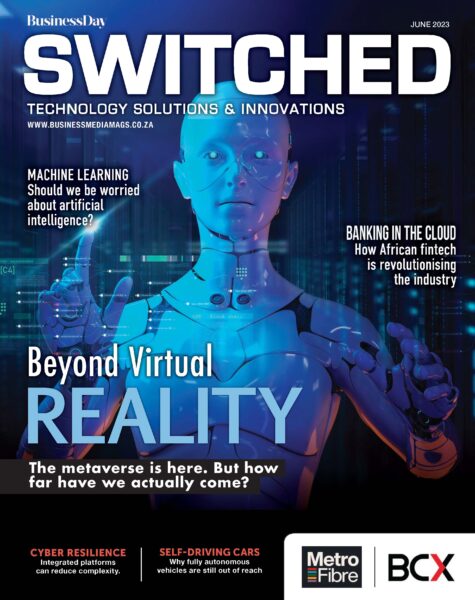 BusinessDay
JUNE 2023
SWITCHED
TECHNOLOGY SOLUTIONS & INNOVATIONS
WWW.BUSINESSMEDIAMAGS.CO.ZA
MACHINE LEARNING
Should we be worried
about artificial
intelligence?
BANKING IN THE CLOUD
How African fintech
is revolutionising
the industry
[C4]
Beyond Virtual
REALITY
The metaverse is here. But how
far have we actually come?
CYBER RESILIENCE
Integrated platforms
can reduce complexity.
SELF-DRIVING CARS
Why fully autonomous
vehicles are still out of reach
Metro
Fibre
BCX